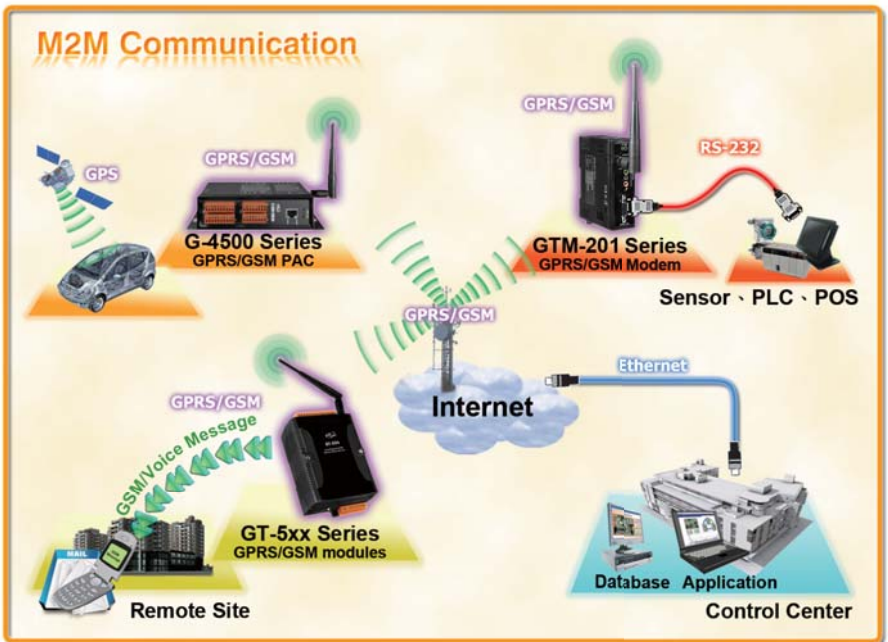 M2M Communication
GPRS/GSM
GPS
GPRS/GSM
RS-232
G-4500 Series
GPRS/GSM PAC
GTM-201 Series
GPRS/GSM Modem
Sensor、PLC、POS
GPRS/GSM
Internet
Ethernet
GPRS/GSM
GSM/Voice Message
GT-5xx Series
GPRS/GSM modules
MAIL
Remote Site
Database
Application
Control Center